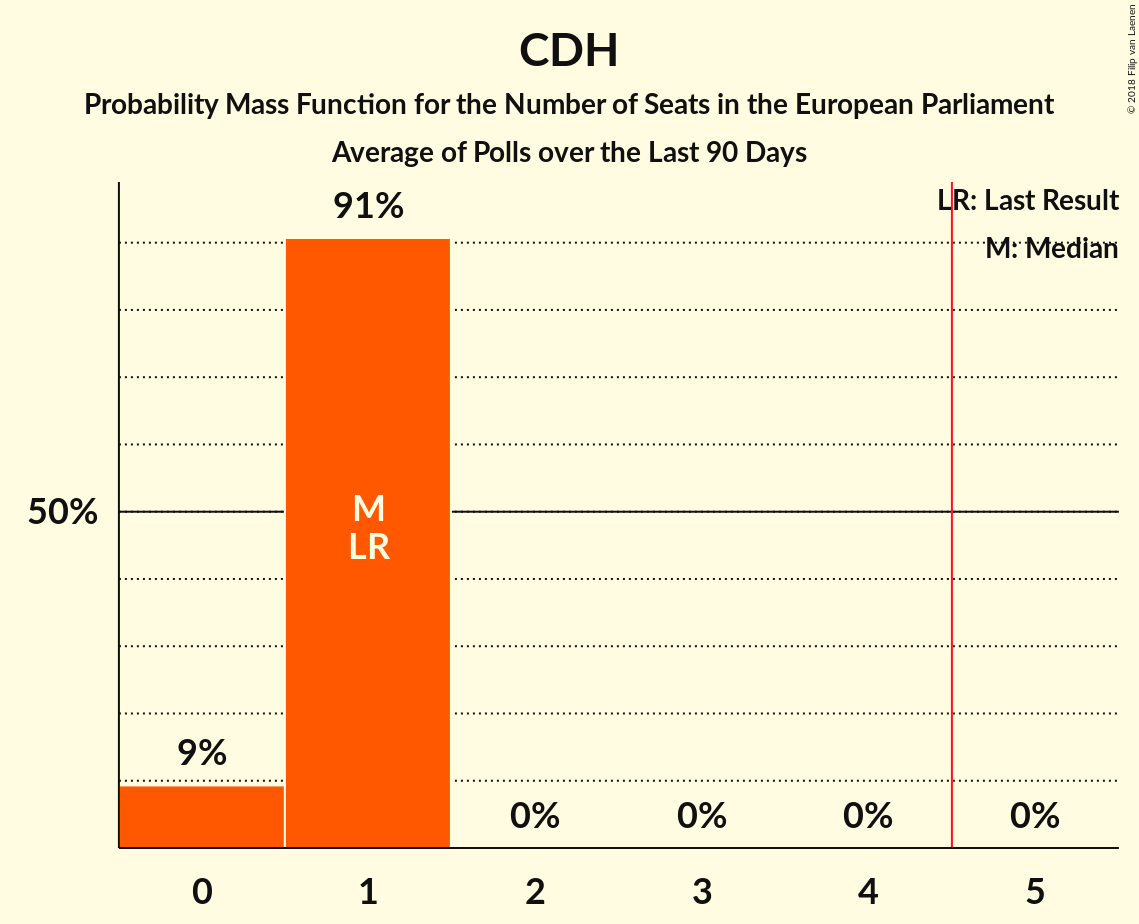 CDH
Probability Mass Function for the Number of Seats in the European Parliament
Average of Polls over the Last 90 Days
© 2018 Filip van Laenen
LR: Last Result
M: Median
91%
50%
M
LR
9%
0%
0%
0%
0%
0 1 2 3 4 5